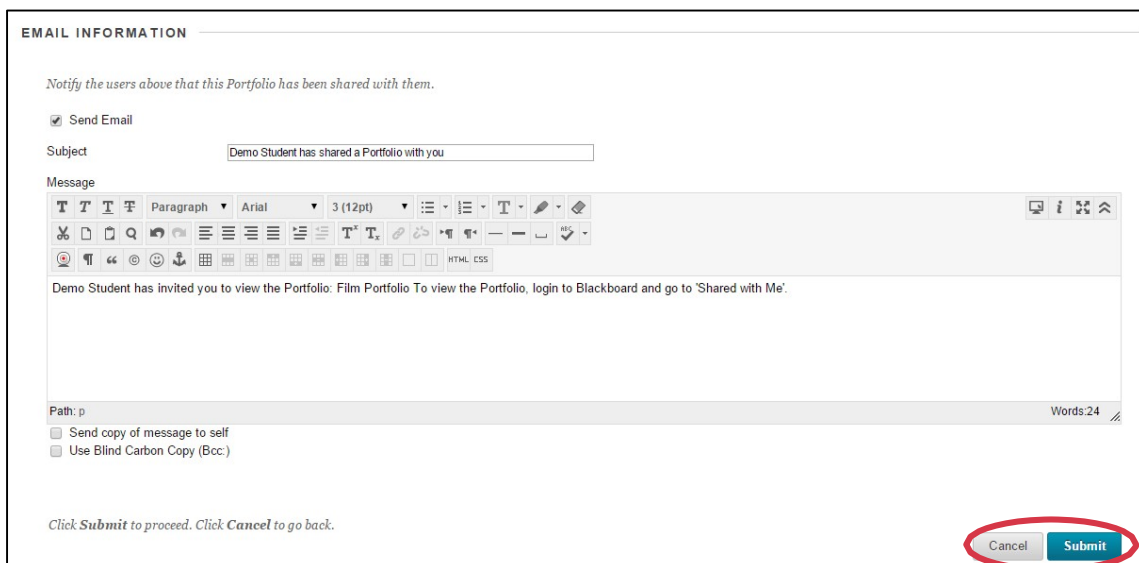 EMAIL INFORMATION
Notify the users above that this Portfolio has been shared with them.
Send Email
Subject Demo Student has shared a Portfolio with you
Message
T T T T Paragraph Arial 3 (12pt) T
Tx Tx ABC
HTML CSS
Demo Student has invited you to view the Portfolio: Film Portfolio To view the Portfolio, login to Blackboard and go to 'Shared with Me'.
Path: p Words:24
Send copy of message to self
Use Blind Carbon Copy (Bcc:)
Click Submit to proceed. Click Cancel to go back.
Cancel Submit